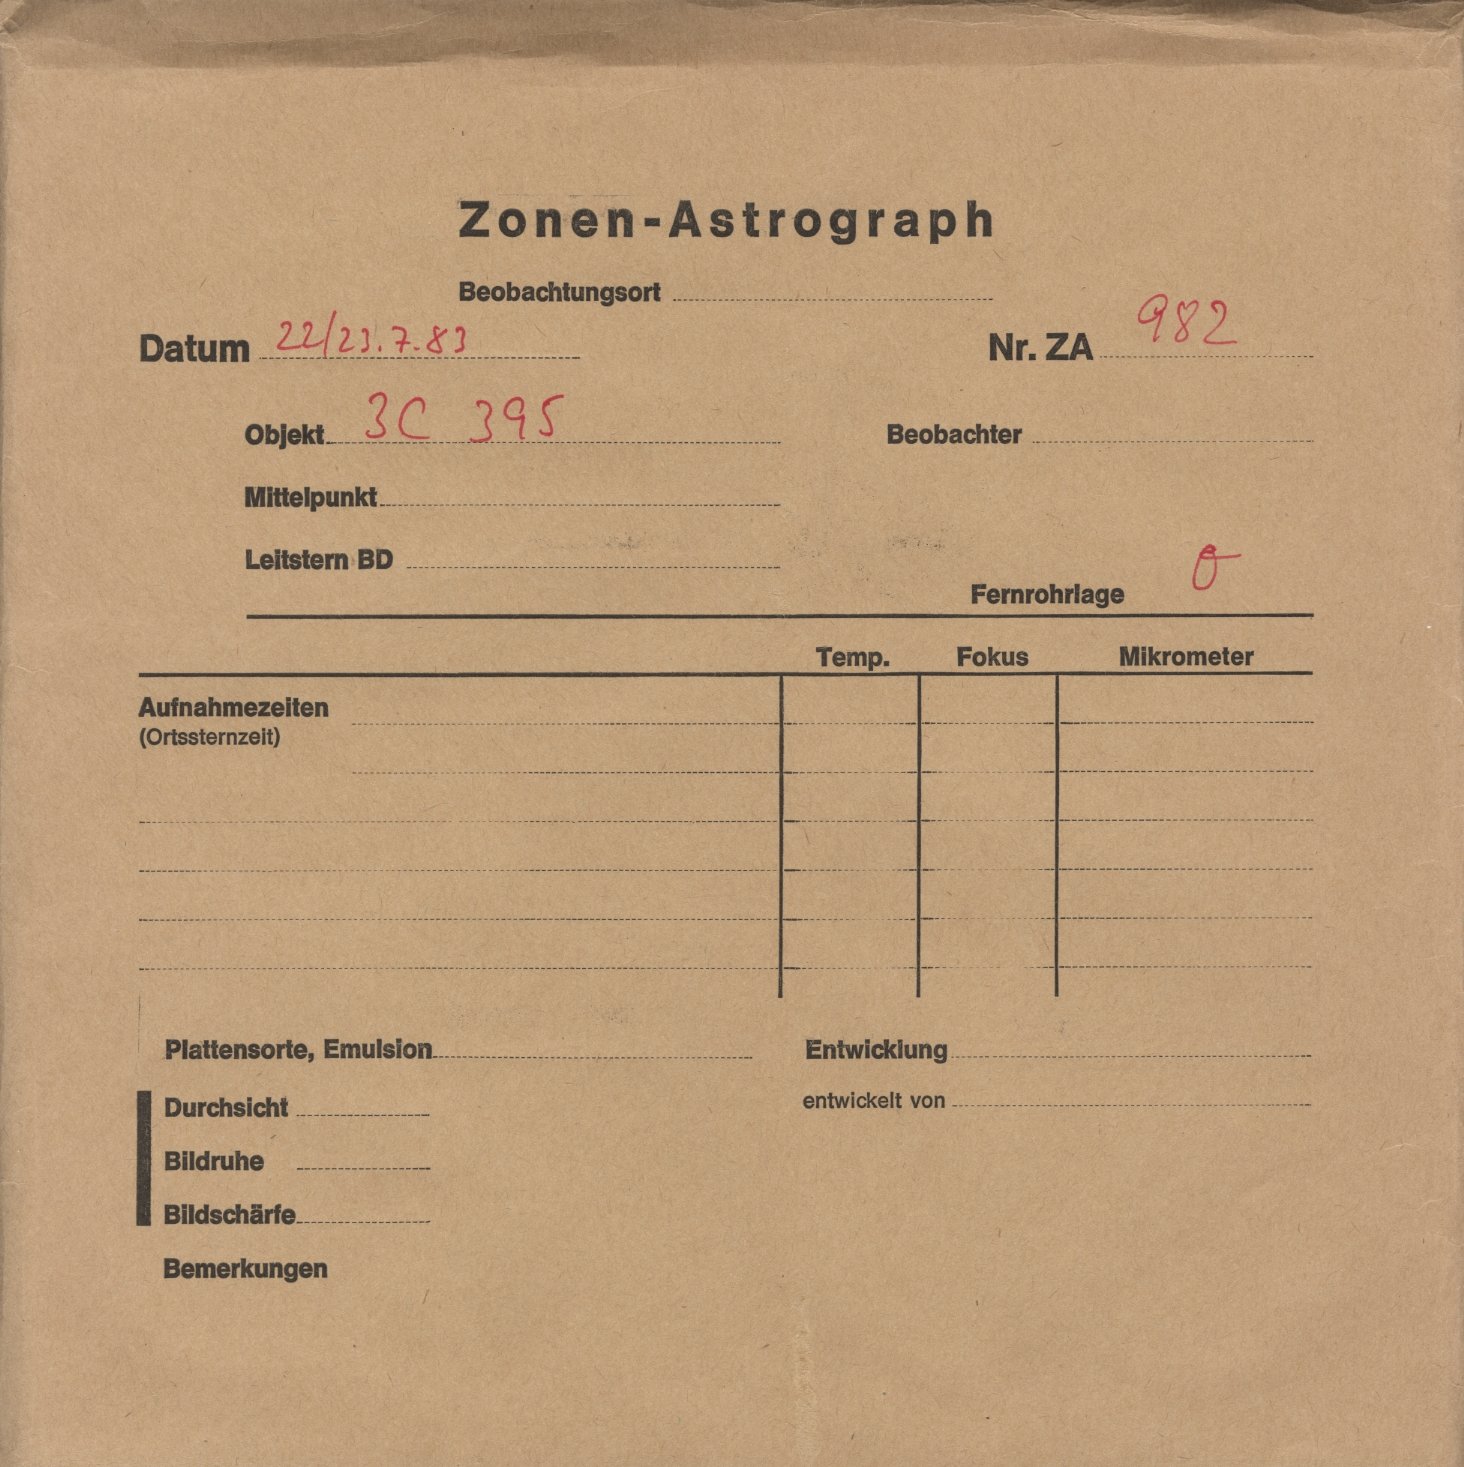 Zonen-Astrograph
Beobachtungsort
Datum 22/23.7.83
Nr. ZA 982
Objekt 3C 395
Beobachter
Mittelpunkt
Leitstern BD
Fernrohrlage O
Temp. Fokus Mikrometer
Aufnahmezeiten
(Ortssternzeit)
Plattensorte, Emulsion
Entwicklung
Durchsicht
entwickelt von
Bildruhe
Bildschärfe
Bemerkungen